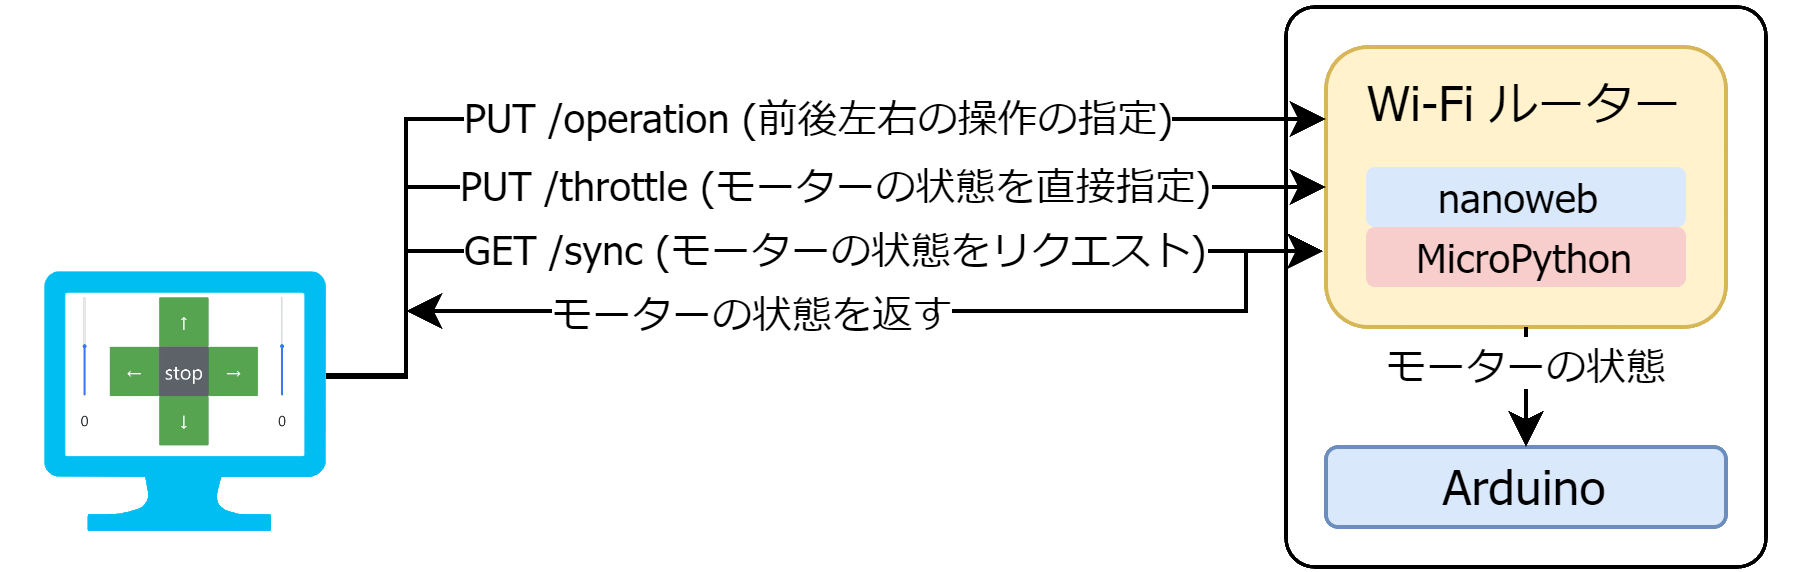 PUT /operation (前後左右の操作の指定)
PUT /throttle (モーターの状態を直接指定)
GET /sync (モーターの状態をリクエスト)
モーターの状態を返す
↑
← stop →
↓
0
0
Wi-Fi ルーター
nanoweb
MicroPython
モーターの状態
Arduino